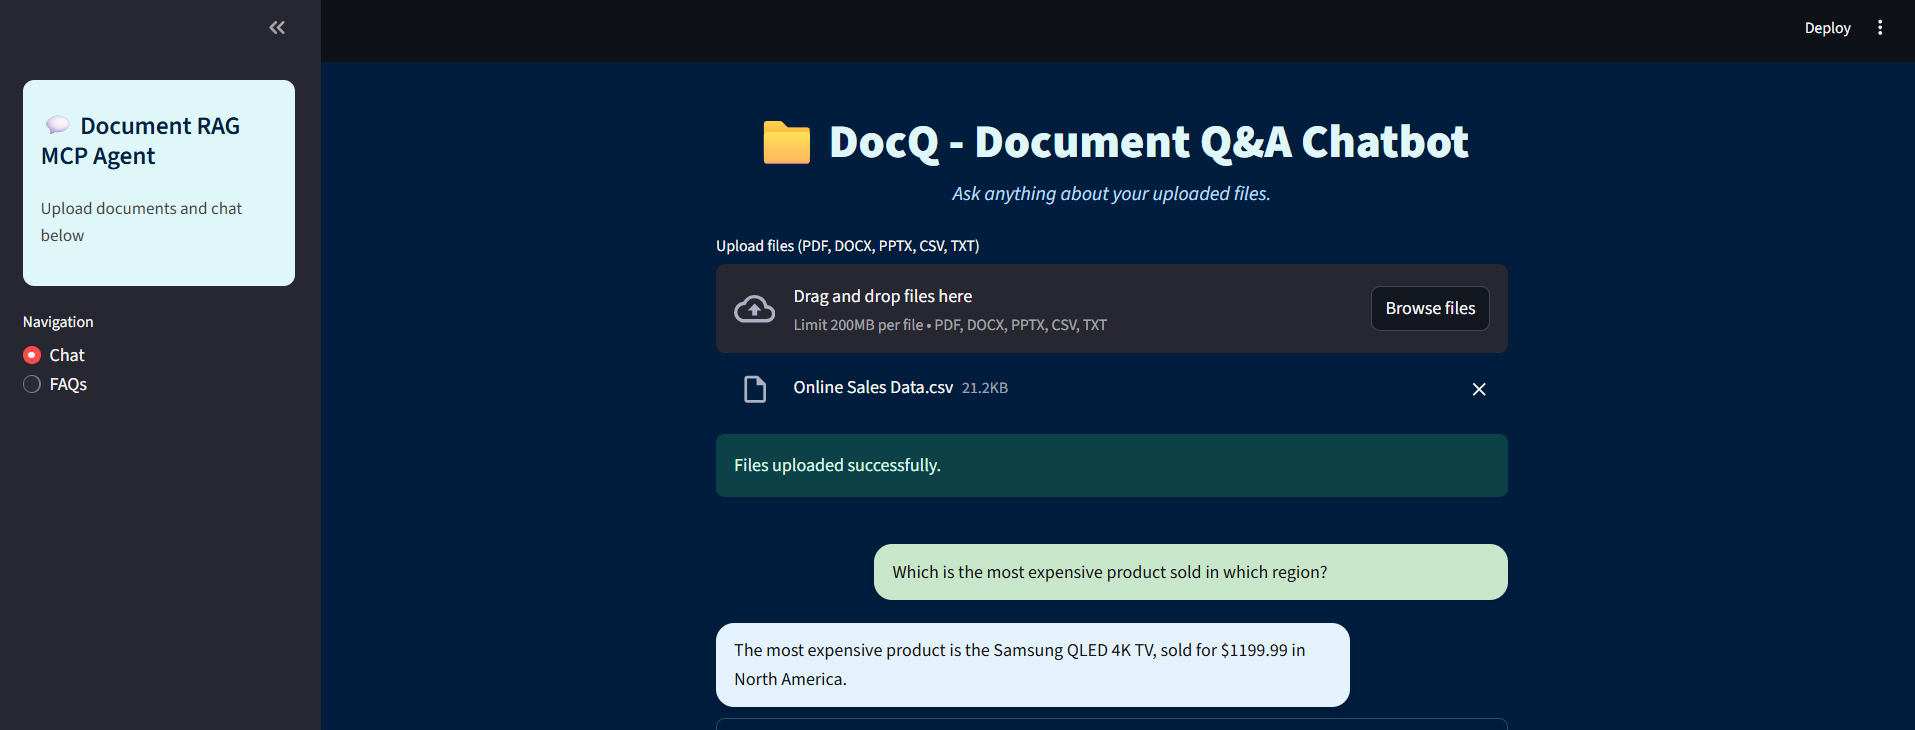 Deploy
Document RAG
MCP Agent
Upload documents and chat
below
Navigation
Chat
FAQs
DocQ - Document Q&A Chatbot
Ask anything about your uploaded files.
Upload files (PDF, DOCX, PPTX, CSV, TXT)
Drag and drop files here
Limit 200MB per file • PDF, DOCX, PPTX, CSV, TXT
Browse files
Online Sales Data.csv 21.2KB
Files uploaded successfully.
Which is the most expensive product sold in which region?
The most expensive product is the Samsung QLED 4K TV, sold for $1199.99 in
North America.